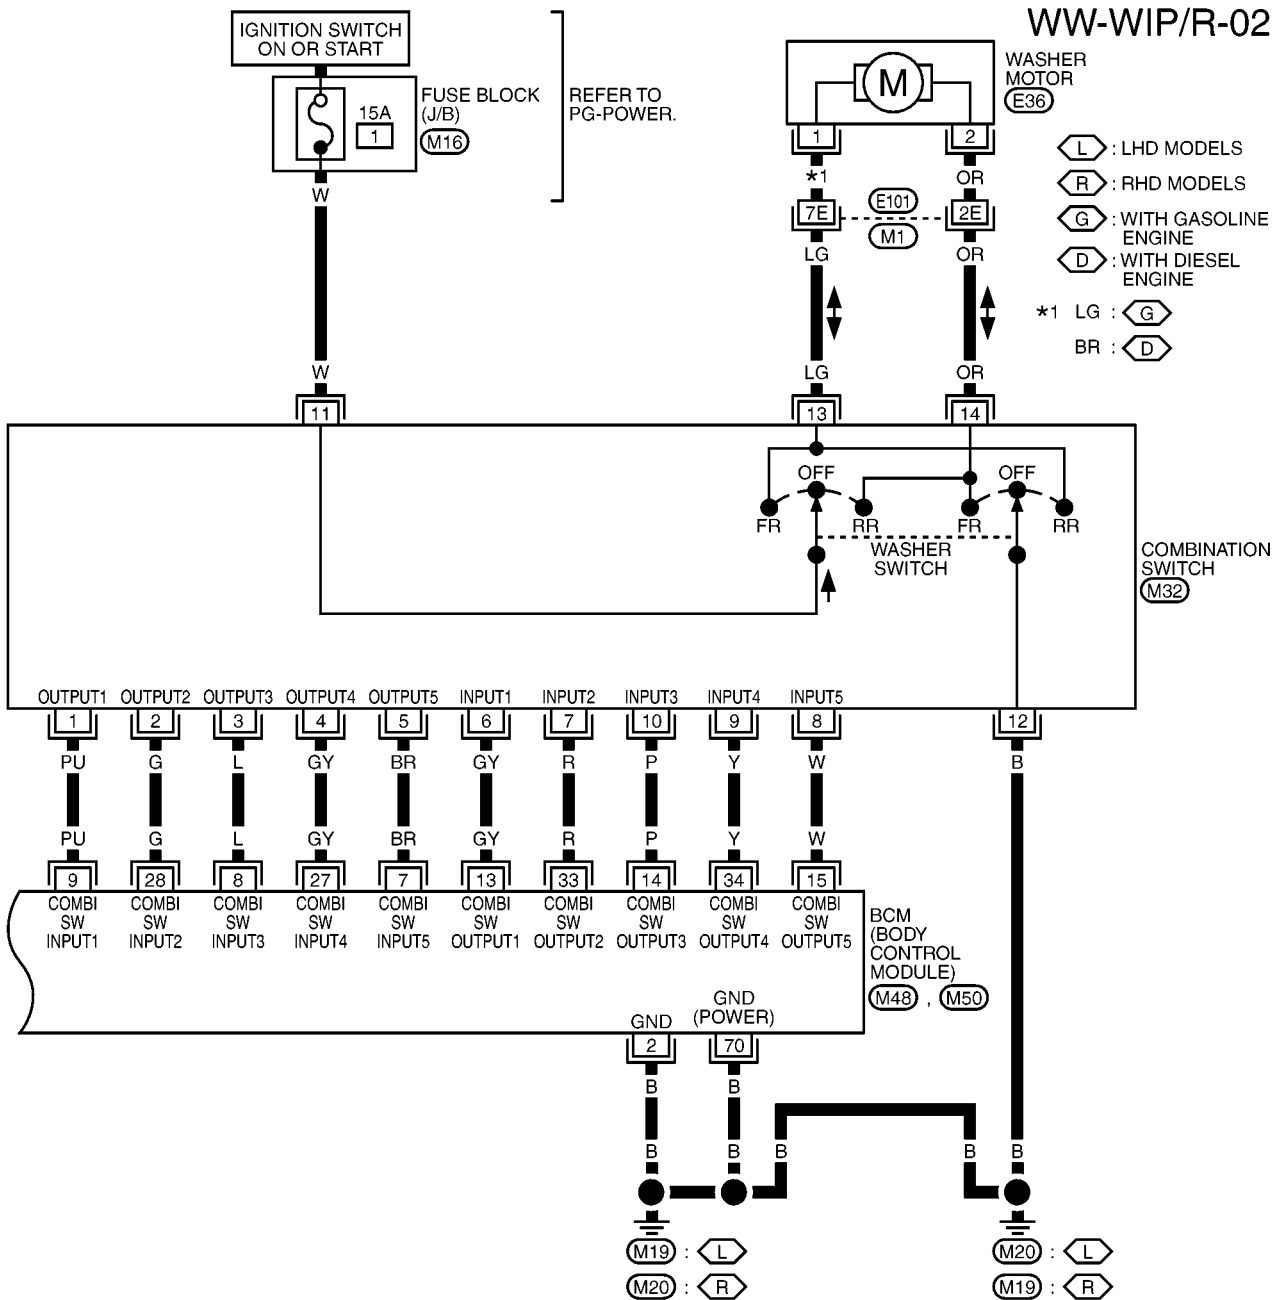 WW-WIP/R-02
IGNITION SWITCH
ON OR START
FUSE BLOCK
(J/B)
M16
15A
1
REFER TO
PG-POWER.
WASHER
MOTOR
E36
M
1 2
L : LHD MODELS
R : RHD MODELS
G : WITH GASOLINE
ENGINE
D : WITH DIESEL
ENGINE
*1 LG : G
BR : D
W
*1 OR
7E E101 2E
M1
LG OR
W LG OR
11 13 14
OFF OFF
FR RR FR RR
WASHER
SWITCH
COMBINATION
SWITCH
M32
OUTPUT1 OUTPUT2 OUTPUT3 OUTPUT4 OUTPUT5 INPUT1 INPUT2 INPUT3 INPUT4 INPUT5
1 2 3 4 5 6 7 10 9 8 12
PU G L GY BR GY R P Y W B
PU G L GY BR GY R P Y W
9 28 8 27 7 13 33 14 34 15
COMBI COMBI COMBI COMBI COMBI COMBI COMBI COMBI COMBI COMBI
SW SW SW SW SW SW SW SW SW SW
INPUT1 INPUT2 INPUT3 INPUT4 INPUT5 OUTPUT1 OUTPUT2 OUTPUT3 OUTPUT4 OUTPUT5
BCM
(BODY
CONTROL
MODULE)
M48 , M50
GND GND
(POWER)
2 70
B B
B B B B B
M19 : L M20 : L
M20 : R M19 : R